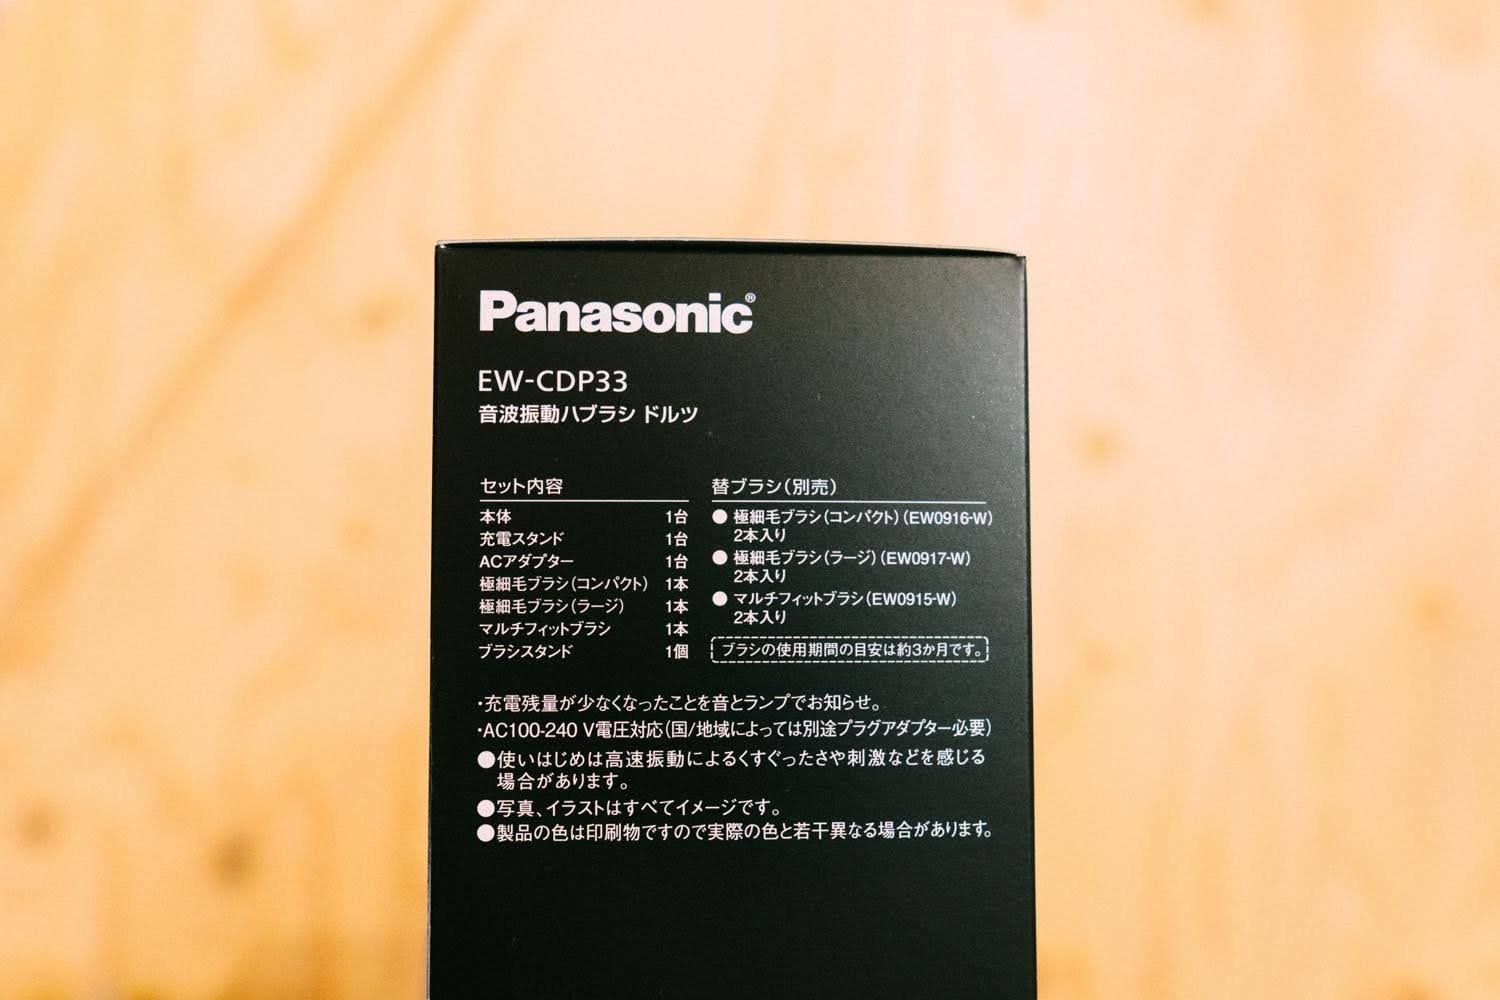 Panasonic®
EW-CDP33
音波振動ハブラシ ドルツ
セット内容
本体 1台
充電スタンド 1台
ACアダプター 1台
極細毛ブラシ(コンパクト) 1本
極細毛ブラシ(ラージ) 1本
マルチフィットブラシ 1本
ブラシスタンド 1個
替ブラシ(別売)
● 極細毛ブラシ(コンパクト)(EW0916-W)
2本入り
● 極細毛ブラシ(ラージ)(EW0917-W)
2本入り
● マルチフィットブラシ(EW0915-W)
2本入り
ブラシの使用期間の目安は約3か月です。
・充電残量が少なくなったことを音とランプでお知らせ。
・AC100-240 V電圧対応(国/地域によっては別途プラグアダプター必要)
●使いはじめは高速振動によるくすぐったさや刺激などを感じる
場合があります。
●写真、イラストはすべてイメージです。
●製品の色は印刷物ですので実際の色と若干異なる場合があります。